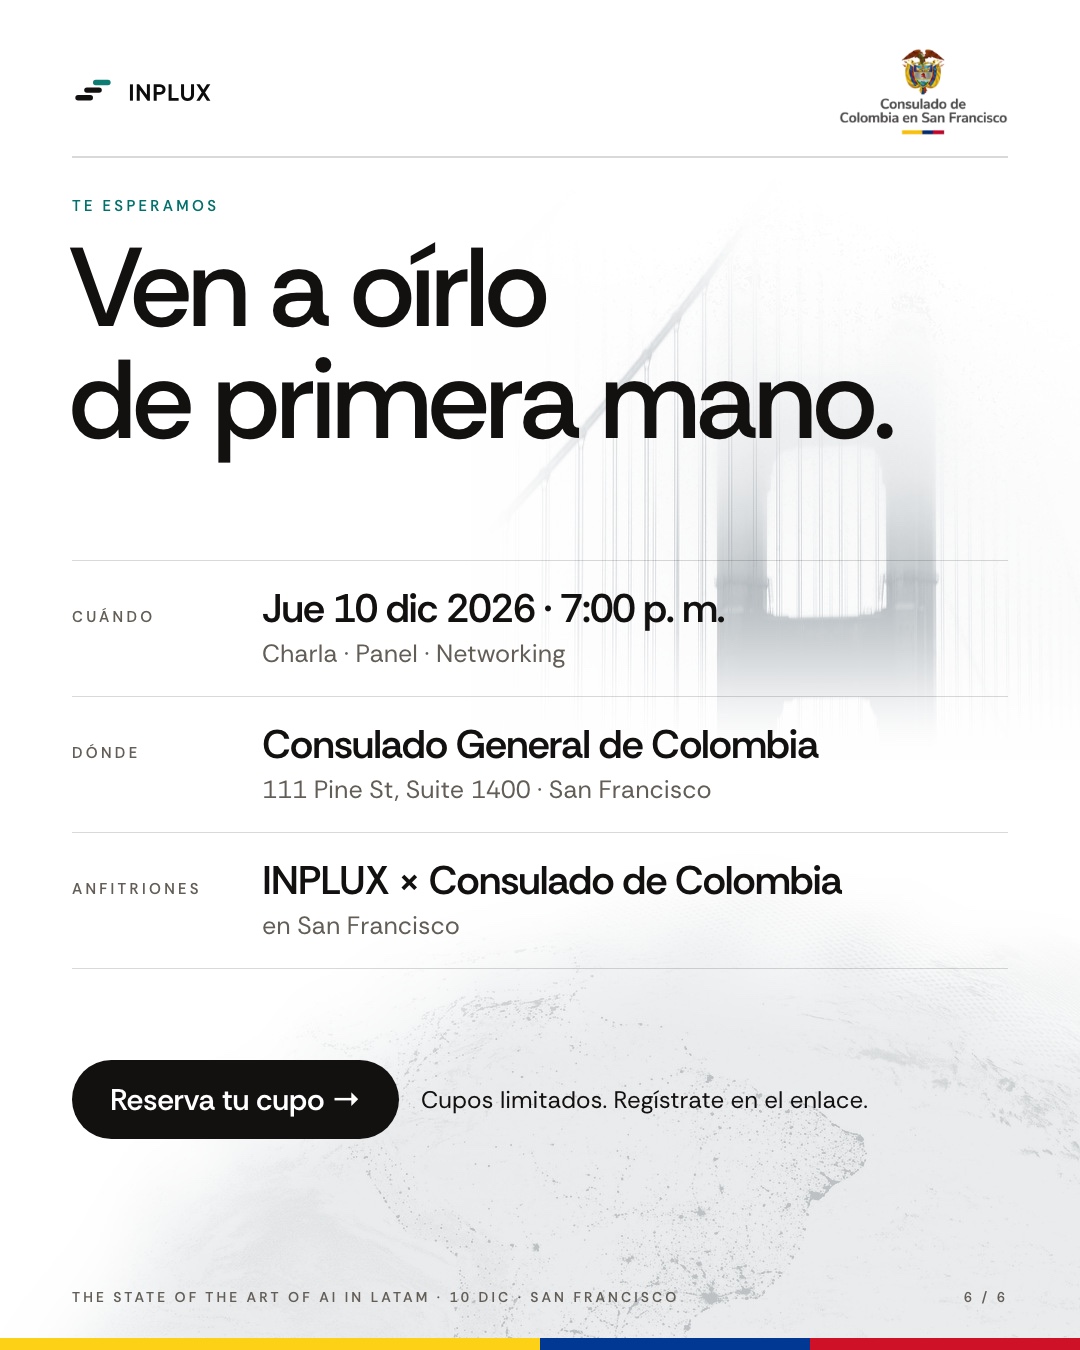 INPLUX
Consulado de
Colombia en San Francisco
TE ESPERAMOS
Ven a oírlo
de primera mano.
CUÁNDO
Jue 10 dic 2026 · 7:00 p. m.
Charla · Panel · Networking
DÓNDE
Consulado General de Colombia
111 Pine St, Suite 1400 · San Francisco
ANFITRIONES
INPLUX × Consulado de Colombia
en San Francisco
Reserva tu cupo →
Cupos limitados. Regístrate en el enlace.
THE STATE OF THE ART OF AI IN LATAM · 10 DIC · SAN FRANCISCO
6 / 6